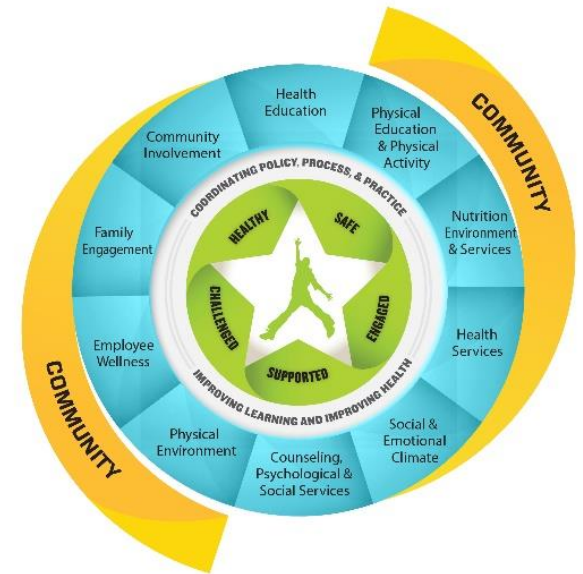 COMMUNITY
COMMUNITY
Health
Education
Physical
Education
& Physical
Activity
Nutrition
Environment
& Services
Health
Services
Social &
Emotional
Climate
Counseling,
Psychological &
Social Services
Physical
Environment
Employee
Wellness
Family
Engagement
Community
Involvement
COORDINATING POLICY, PROCESS, & PRACTICE
IMPROVING LEARNING AND IMPROVING HEALTH
HEALTHY
SAFE
ENGAGED
SUPPORTED
CHALLENGED